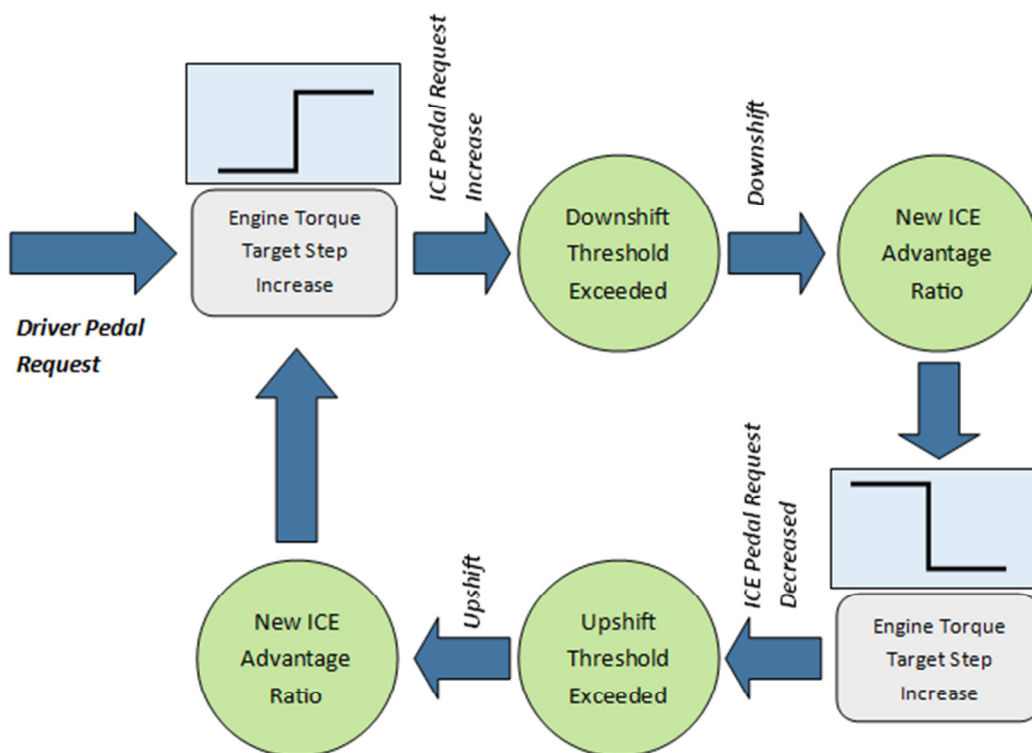 Driver Pedal
Request
Engine Torque
Target Step
Increase
ICE Pedal Request
Increase
Downshift
Threshold
Exceeded
Downshift
New ICE
Advantage
Ratio
Engine Torque
Target Step
Increase
ICE Pedal Request
Decreased
Upshift
Threshold
Exceeded
Upshift
New ICE
Advantage
Ratio